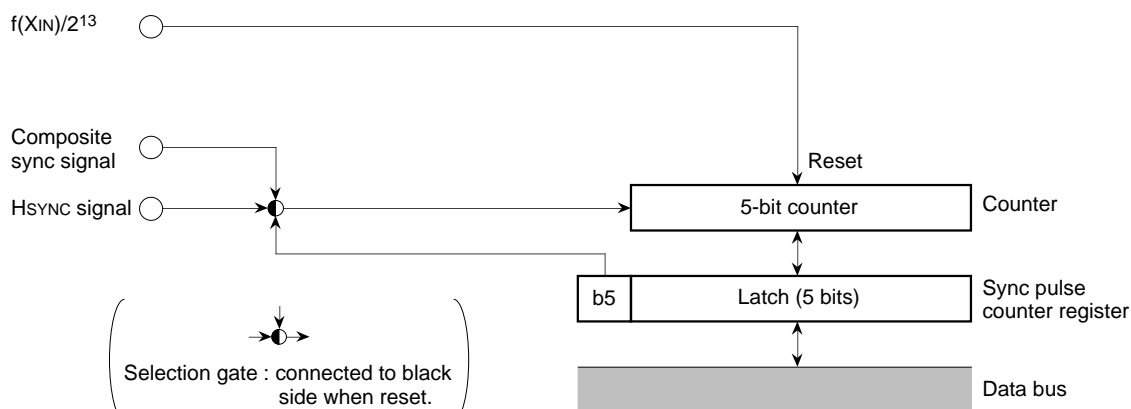 f(XIN)/2¹³
Composite
sync signal
Reset
HSYNC signal
5-bit counter
Counter
b5
Latch (5 bits)
Sync pulse
counter register
Selection gate : connected to black
side when reset.
Data bus